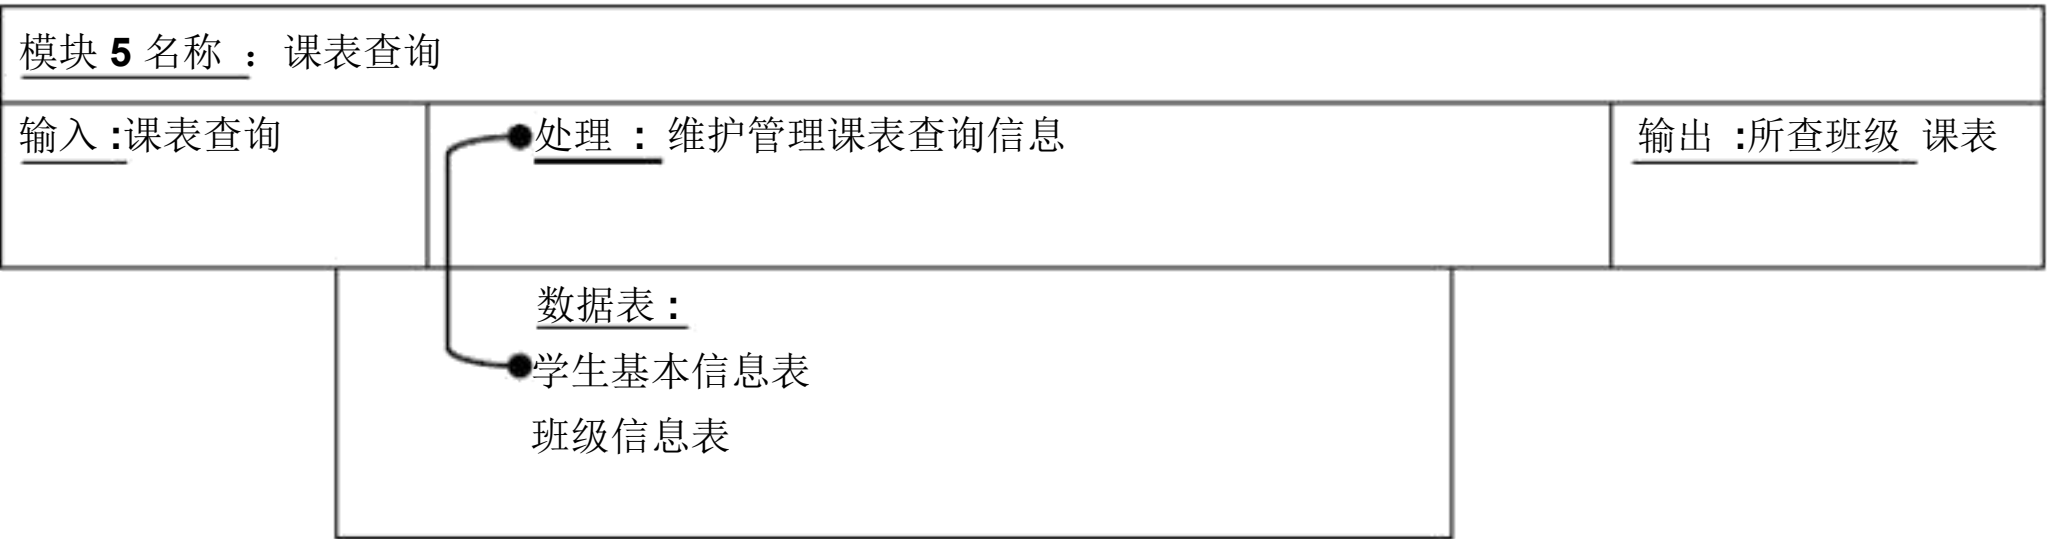 模块 5 名称 ：课表查询
输入 :课表查询
处理 : 维护管理课表查询信息
输出 :所查班级 课表
数据表 :
学生基本信息表
班级信息表